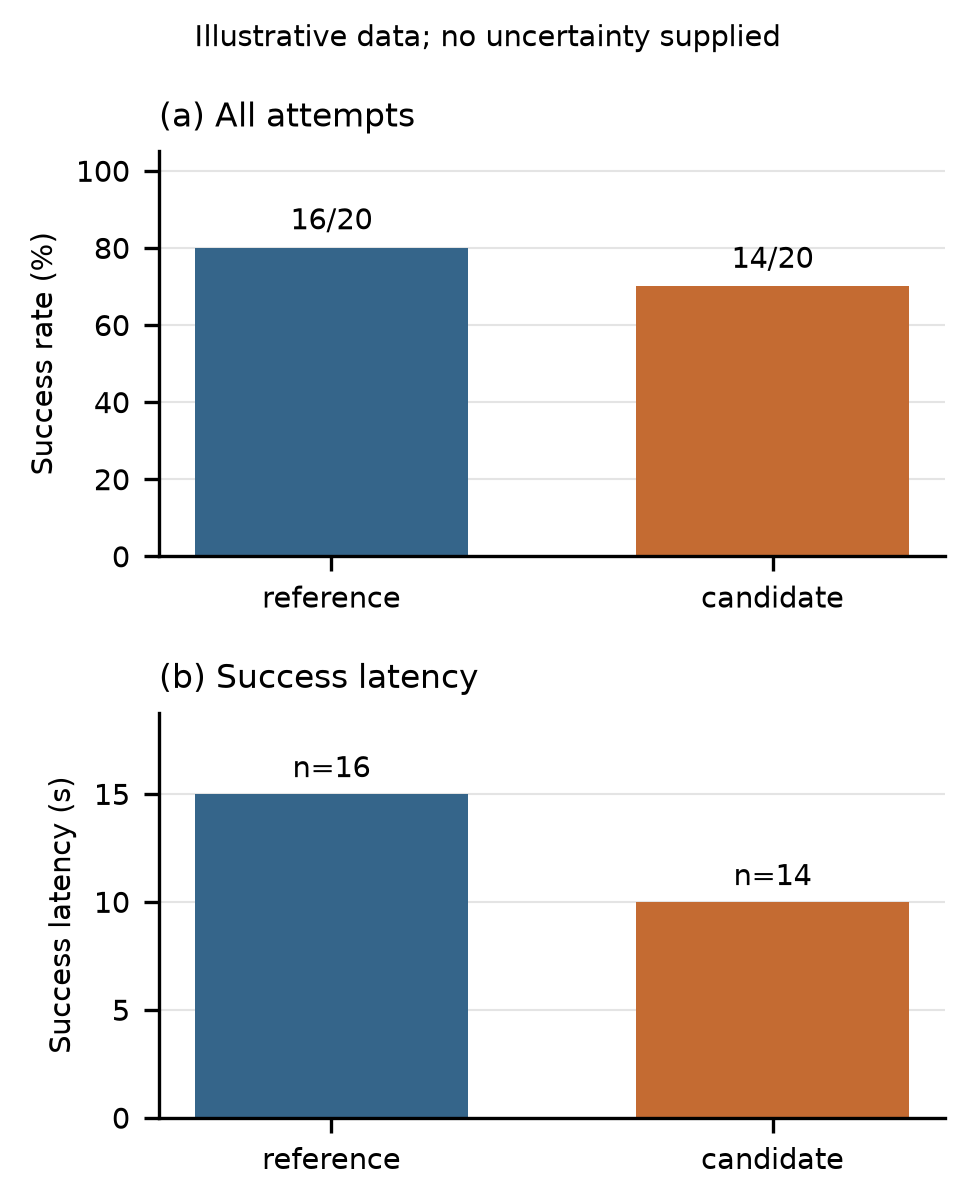 Illustrative data; no uncertainty supplied
(a) All attempts
Success rate (%)
100
80
60
40
20
0
16/20
14/20
reference
candidate
(b) Success latency
Success latency (s)
15
10
5
0
n=16
n=14
reference
candidate